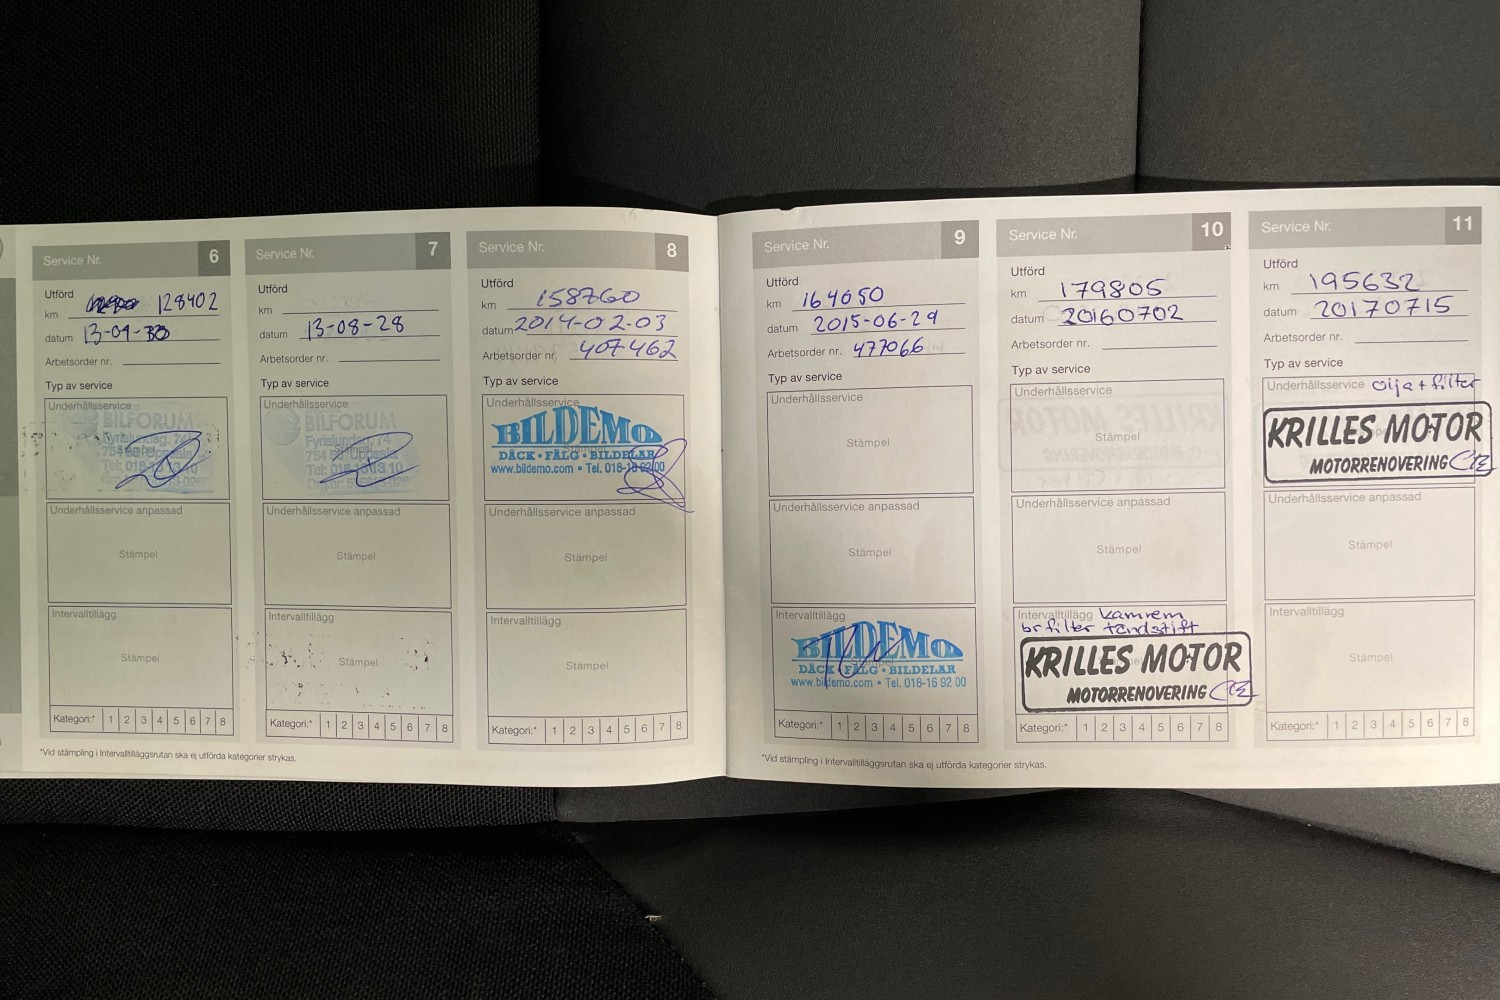 Service Nr. 6
Utförd
km 128402
datum
Arbetsorder nr.
Typ av service
Underhållsservice
BILFORUM
Stämpel
Underhållsservice anpassad
Stämpel
Intervalltillägg
Stämpel
Kategori:* 1 2 3 4 5 6 7 8
Service Nr. 7
Utförd
km
datum 13-08-28
Arbetsorder nr.
Typ av service
Underhållsservice
BILFORUM
Uppsala
Underhållsservice anpassad
Stämpel
Intervalltillägg
Stämpel
Kategori:* 1 2 3 4 5 6 7 8
Service Nr. 8
Utförd
km 158760
datum 2014-02-03
Arbetsorder nr. 407462
Typ av service
Underhållsservice
BILDEMO
DÄCK • FÄLG • BILDELAR
www.bildemo.com • Tel. 018-16 92 00
Underhållsservice anpassad
Stämpel
Intervalltillägg
Stämpel
Kategori:* 1 2 3 4 5 6 7 8
*Vid stämpling i Intervalltilläggsrutan ska ej utförda kategorier strykas.
Service Nr. 9
Utförd
km 164650
datum 2015-06-29
Arbetsorder nr. 477066
Typ av service
Underhållsservice
Stämpel
Underhållsservice anpassad
Stämpel
Intervalltillägg
BILDEMO
DÄCK • FÄLG • BILDELAR
www.bildemo.com • Tel. 018-16 92 00
Kategori:* 1 2 3 4 5 6 7 8
Service Nr. 10
Utförd
km 179805
datum 20160702
Arbetsorder nr.
Typ av service
Underhållsservice
Stämpel
Underhållsservice anpassad
Stämpel
Intervalltillägg kamrem
brfilter tändstift
KRILLES MOTOR
MOTORRENOVERING
Kategori:* 1 2 3 4 5 6 7 8
Service Nr. 11
Utförd
km 195632
datum 20170715
Arbetsorder nr.
Typ av service
Underhållsservice olja + filter
KRILLES MOTOR
MOTORRENOVERING
Underhållsservice anpassad
Stämpel
Intervalltillägg
Stämpel
Kategori:* 1 2 3 4 5 6 7 8
*Vid stämpling i Intervalltilläggsrutan ska ej utförda kategorier strykas.